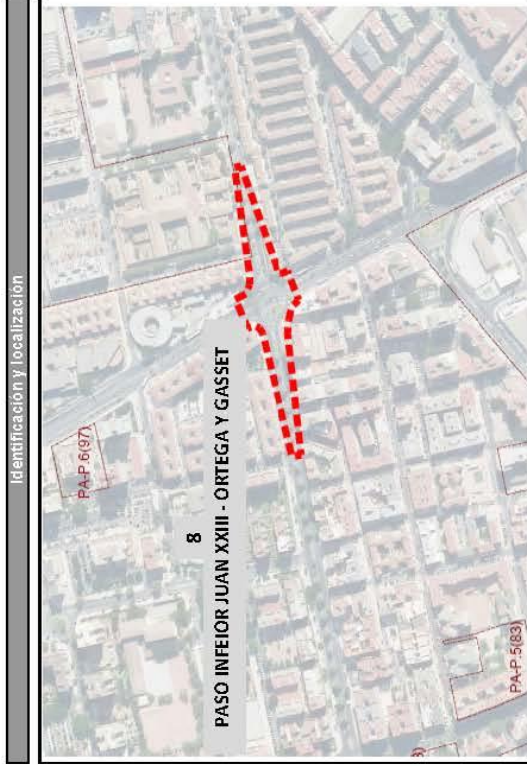 Identificación y localización
PA-P.6(97)
8
PASO INFEIOR JUAN XXIII - ORTEGA Y GASSET
PA-P.5(83)